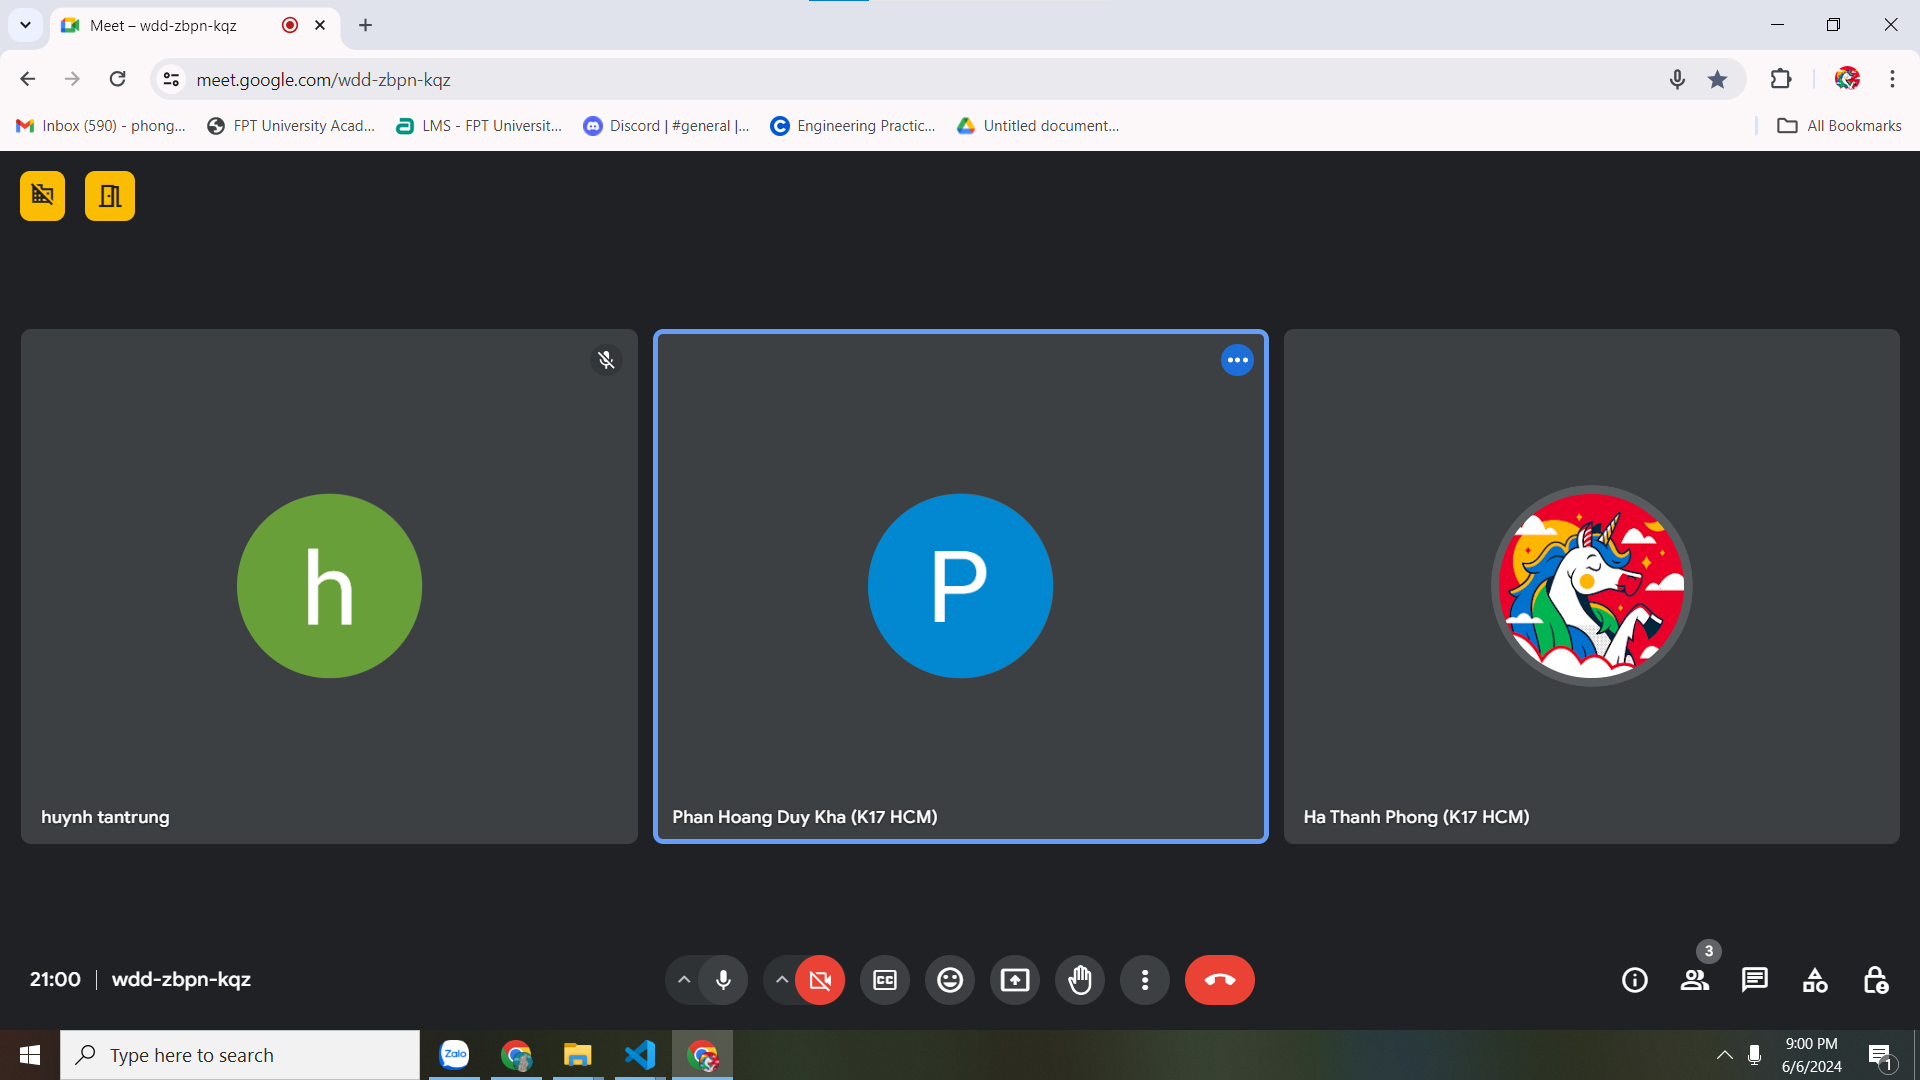 Meet – wdd-zbpn-kqz
meet.google.com/wdd-zbpn-kqz
Inbox (590) - phong...
FPT University Acad...
LMS - FPT Universit...
Discord | #general |...
Engineering Practic...
Untitled document...
All Bookmarks
h
P
huynh tantrung
Phan Hoang Duy Kha (K17 HCM)
Ha Thanh Phong (K17 HCM)
21:00
wdd-zbpn-kqz
CC
3
Type here to search
Zalo
9:00 PM
6/6/2024
1